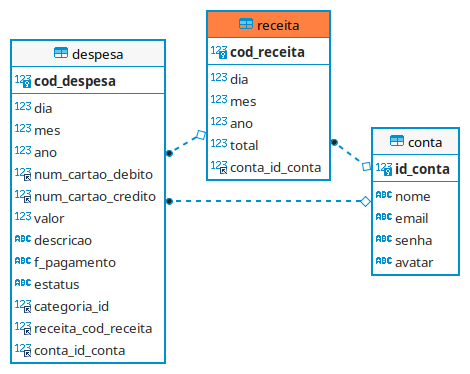 despesa
123 cod_despesa
123 dia
123 mes
123 ano
123 num_cartao_debito
123 num_cartao_credito
123 valor
ABC descricao
ABC f_pagamento
ABC estatus
123 categoria_id
123 receita_cod_receita
123 conta_id_conta
receita
123 cod_receita
123 dia
123 mes
123 ano
123 total
123 conta_id_conta
conta
123 id_conta
ABC nome
ABC email
ABC senha
ABC avatar